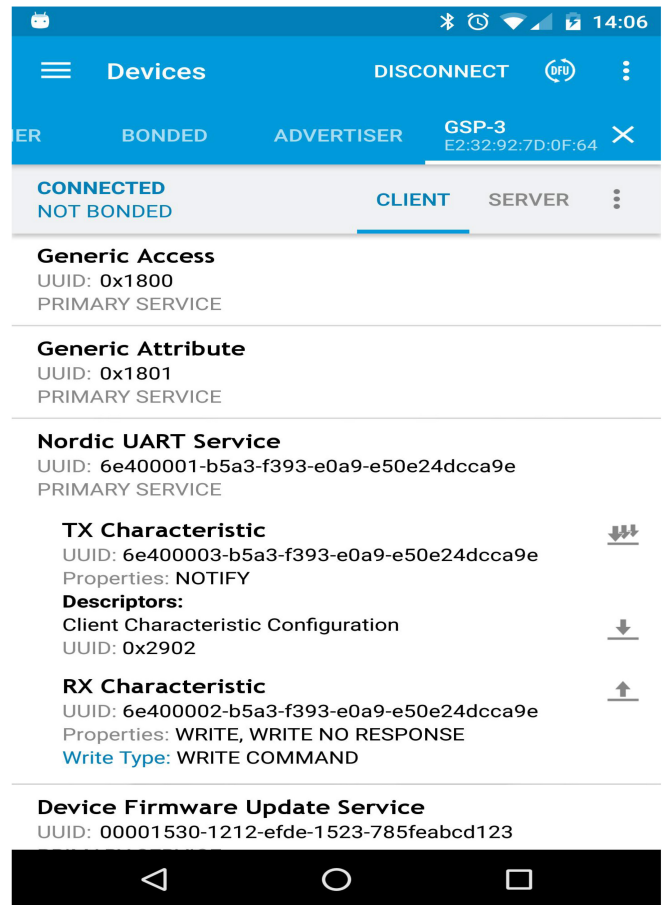 14:06
Devices DISCONNECT DFU
ER BONDED ADVERTISER GSP-3
E2:32:92:7D:0F:64
CONNECTED
NOT BONDED
CLIENT SERVER
Generic Access
UUID: 0x1800
PRIMARY SERVICE
Generic Attribute
UUID: 0x1801
PRIMARY SERVICE
Nordic UART Service
UUID: 6e400001-b5a3-f393-e0a9-e50e24dcca9e
PRIMARY SERVICE
TX Characteristic
UUID: 6e400003-b5a3-f393-e0a9-e50e24dcca9e
Properties: NOTIFY
Descriptors:
Client Characteristic Configuration
UUID: 0x2902
RX Characteristic
UUID: 6e400002-b5a3-f393-e0a9-e50e24dcca9e
Properties: WRITE, WRITE NO RESPONSE
Write Type: WRITE COMMAND
Device Firmware Update Service
UUID: 00001530-1212-efde-1523-785feabcd123